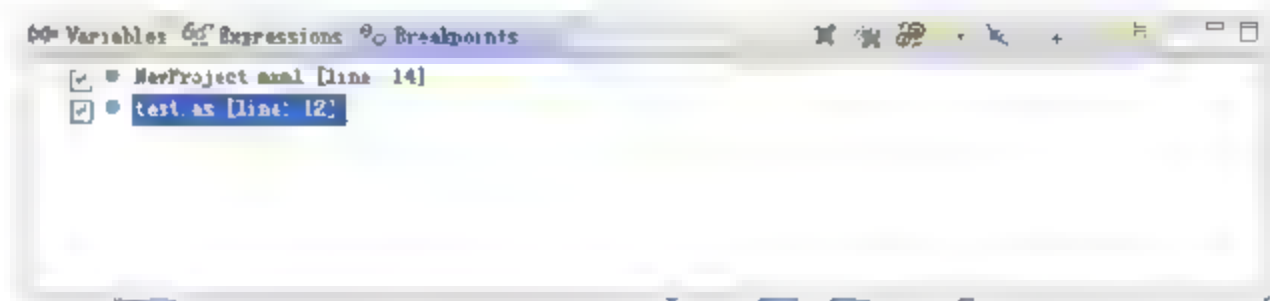 Variables Expressions Breakpoints
NewProject.mxml [line: 14]
test.as [line: 12]